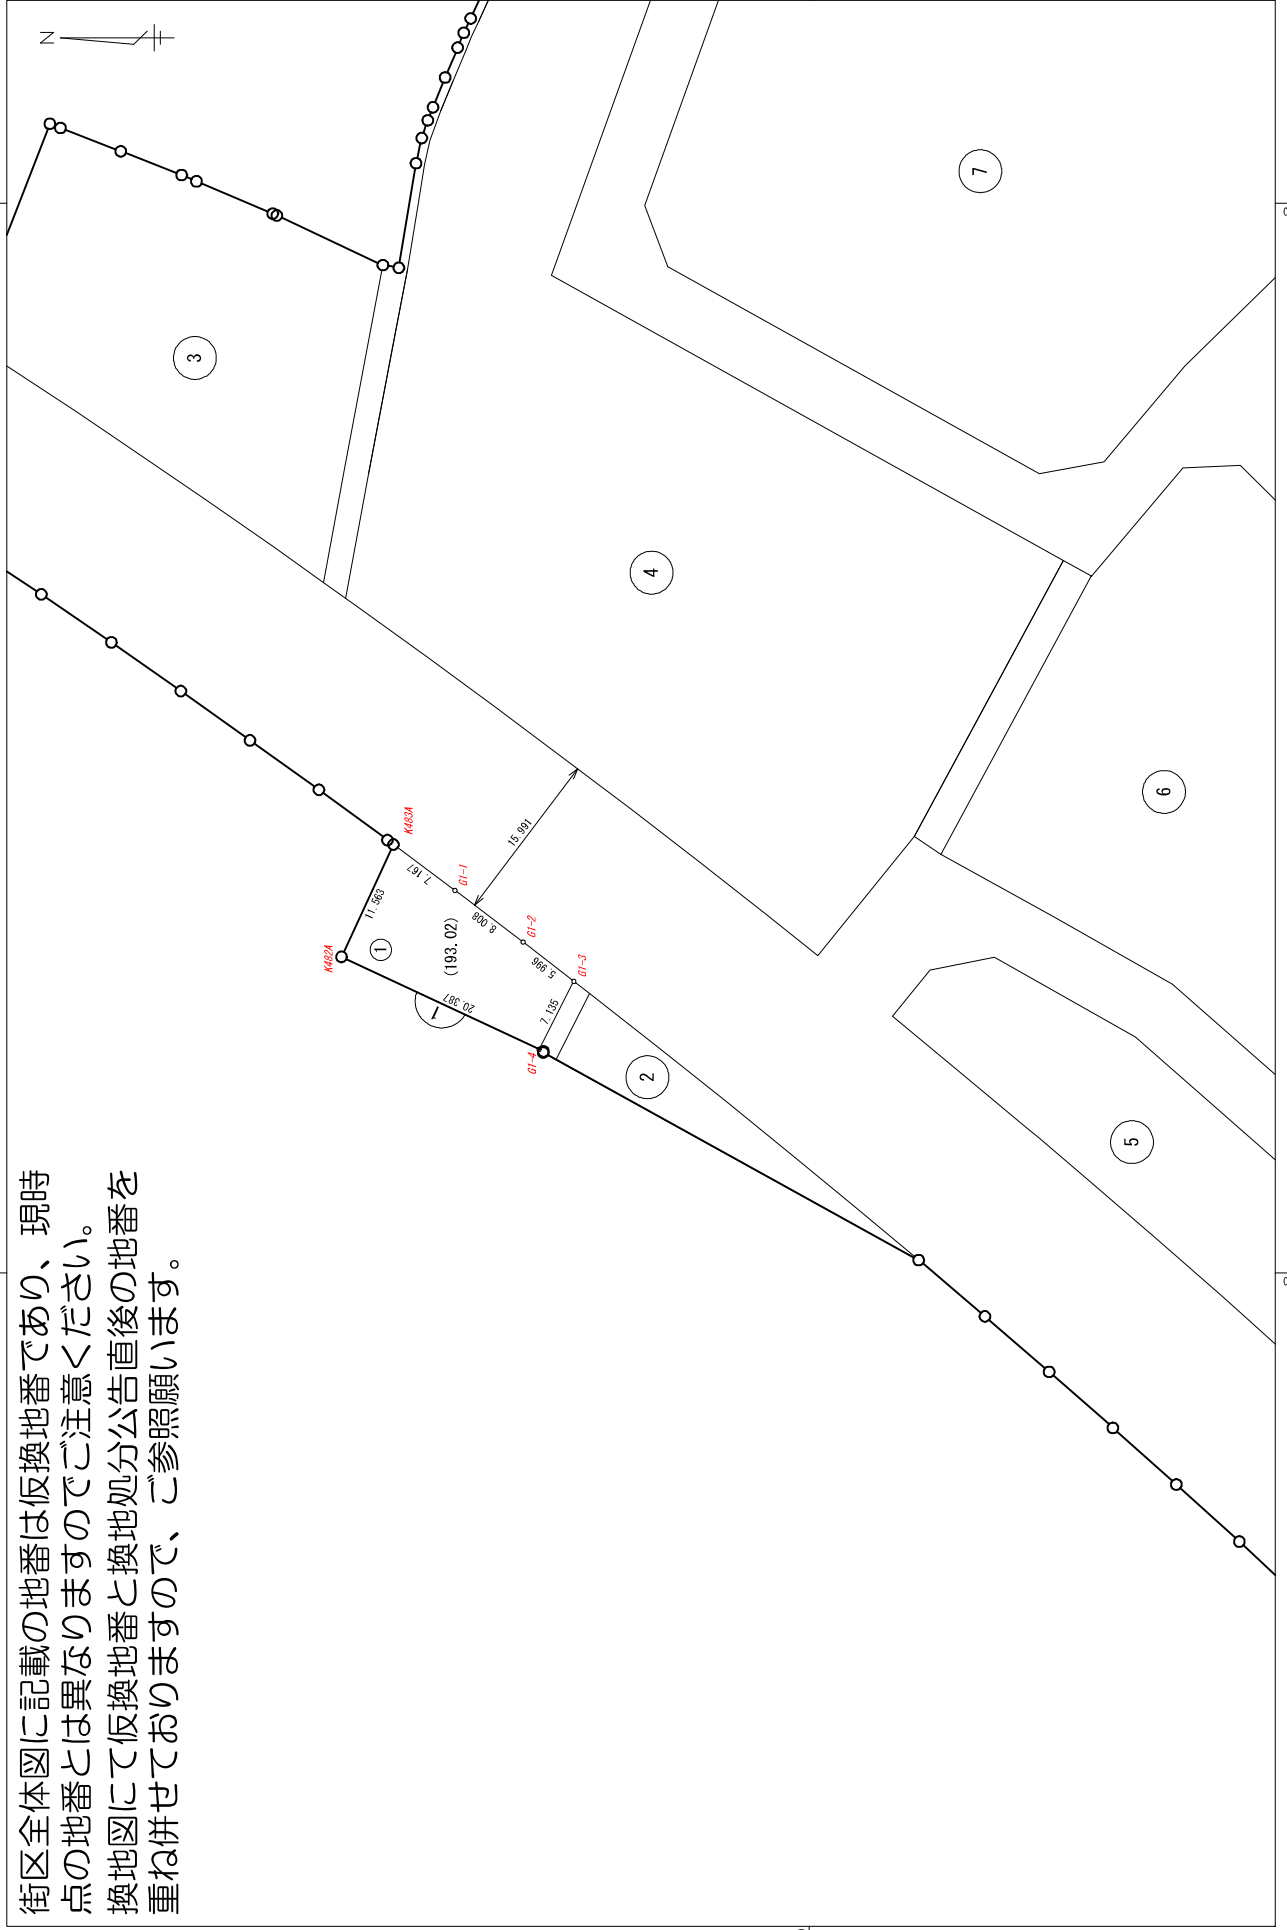 街区全体図に記載の地番は仮換地番であり、現時
点の地番とは異なりますのでご注意ください。
換地図にて仮換地番と換地処分公告直後の地番を
重ね併せておりますので、ご参照願います。
N
3
7
4
6
5
2
1
1
(193.02)
K482A
K483A
11.563
7.167
G1-1
8.008
15.991
G1-2
5.996
G1-3
7.135
G1-4
20.387